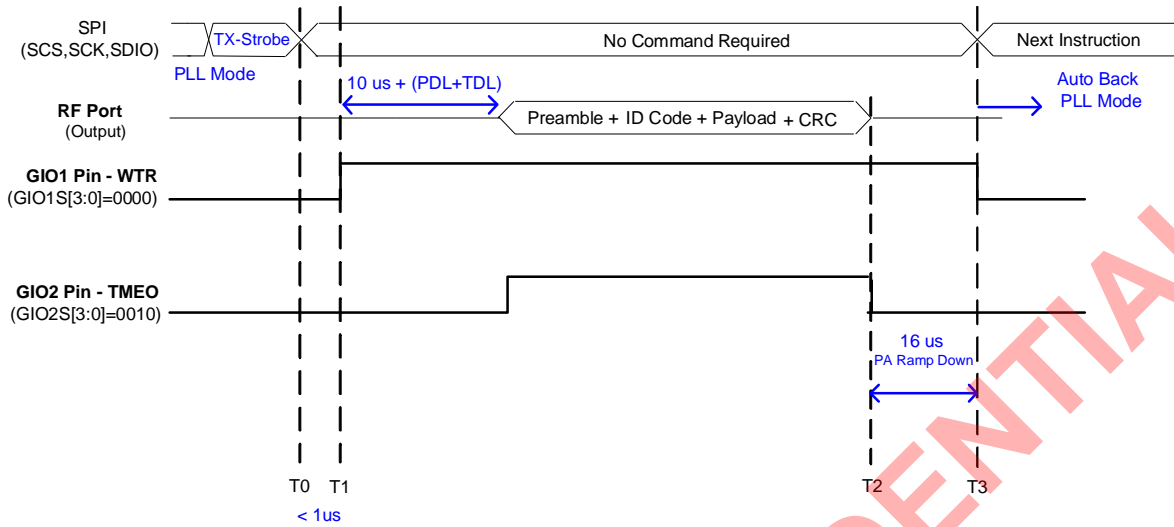 SPI
(SCS,SCK,SDIO)
TX-Strobe
No Command Required
Next Instruction
PLL Mode
10 us + (PDL+TDL)
Auto Back
PLL Mode
RF Port
(Output)
Preamble + ID Code + Payload + CRC
GIO1 Pin - WTR
(GIO1S[3:0]=0000)
GIO2 Pin - TMEO
(GIO2S[3:0]=0010)
16 us
PA Ramp Down
T0 T1 T2 T3
< 1us
ENTIAL